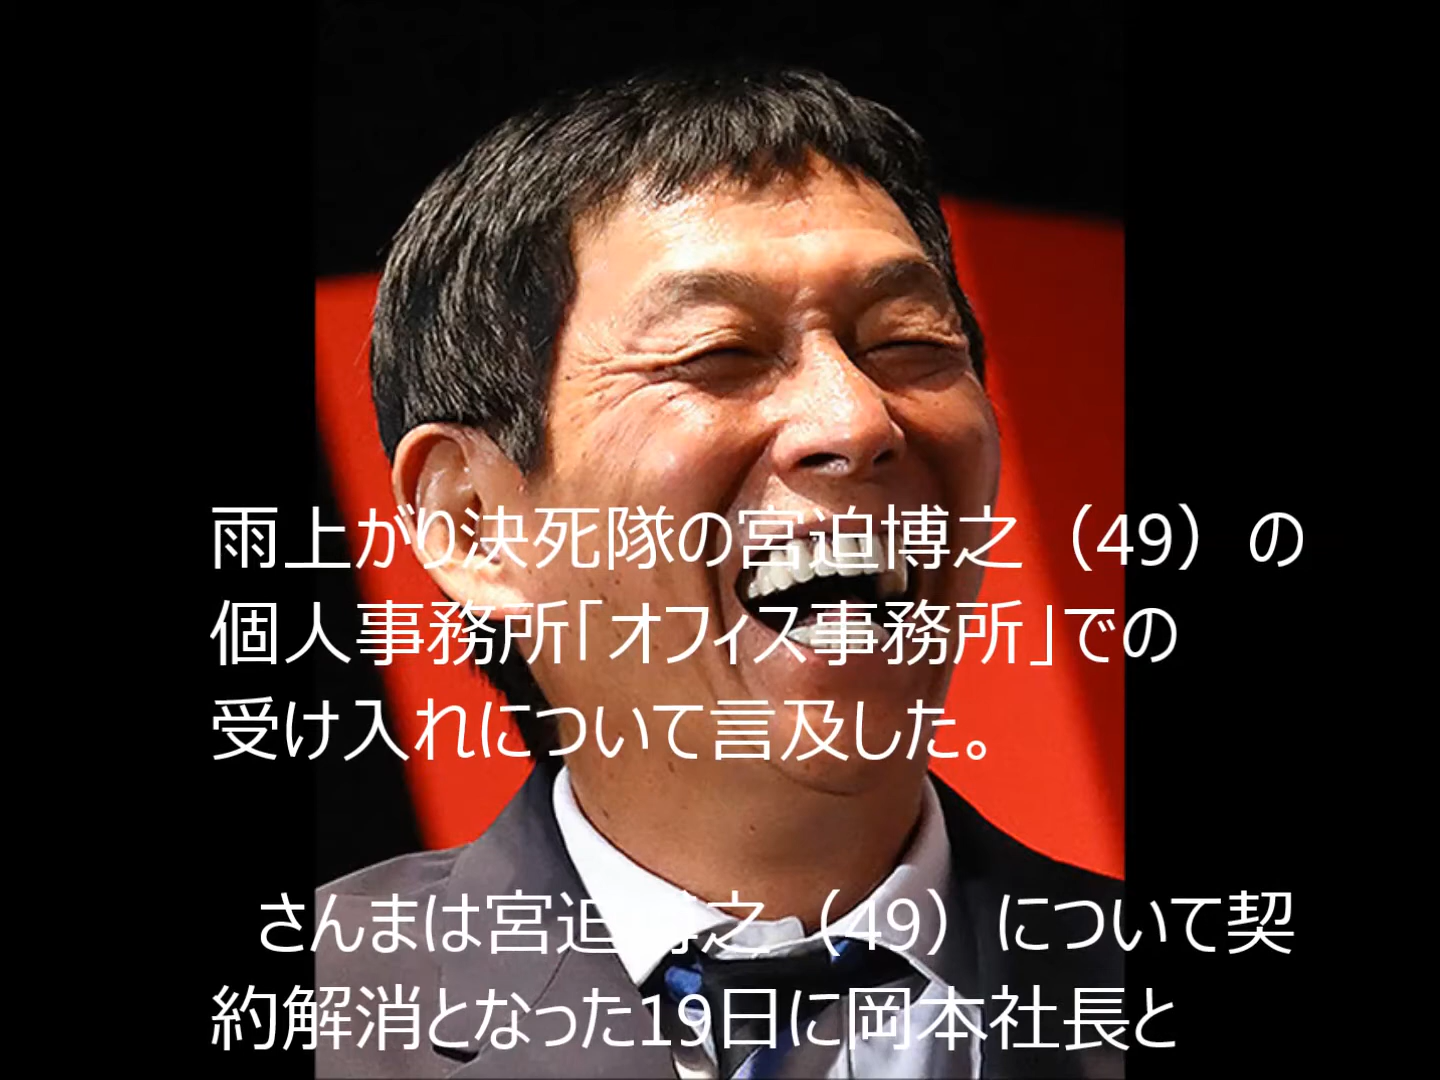 雨上がり決死隊の宮迫博之（49）の
個人事務所「オフィス事務所」での
受け入れについて言及した。
さんまは宮迫博之（49）について契
約解消となった19日に岡本社長と